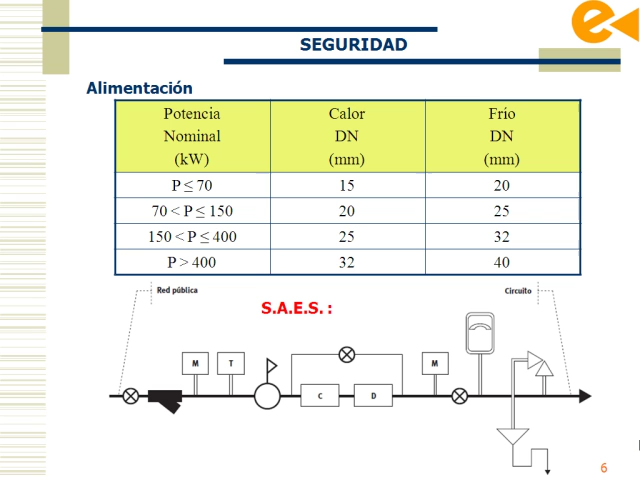 SEGURIDAD
Alimentación
Potencia Nominal (kW) Calor DN (mm) Frío DN (mm)
P ≤ 70 15 20
70 < P ≤ 150 20 25
150 < P ≤ 400 25 32
P > 400 32 40
Red pública Circuito
S.A.E.S. :
M T M
C D
6